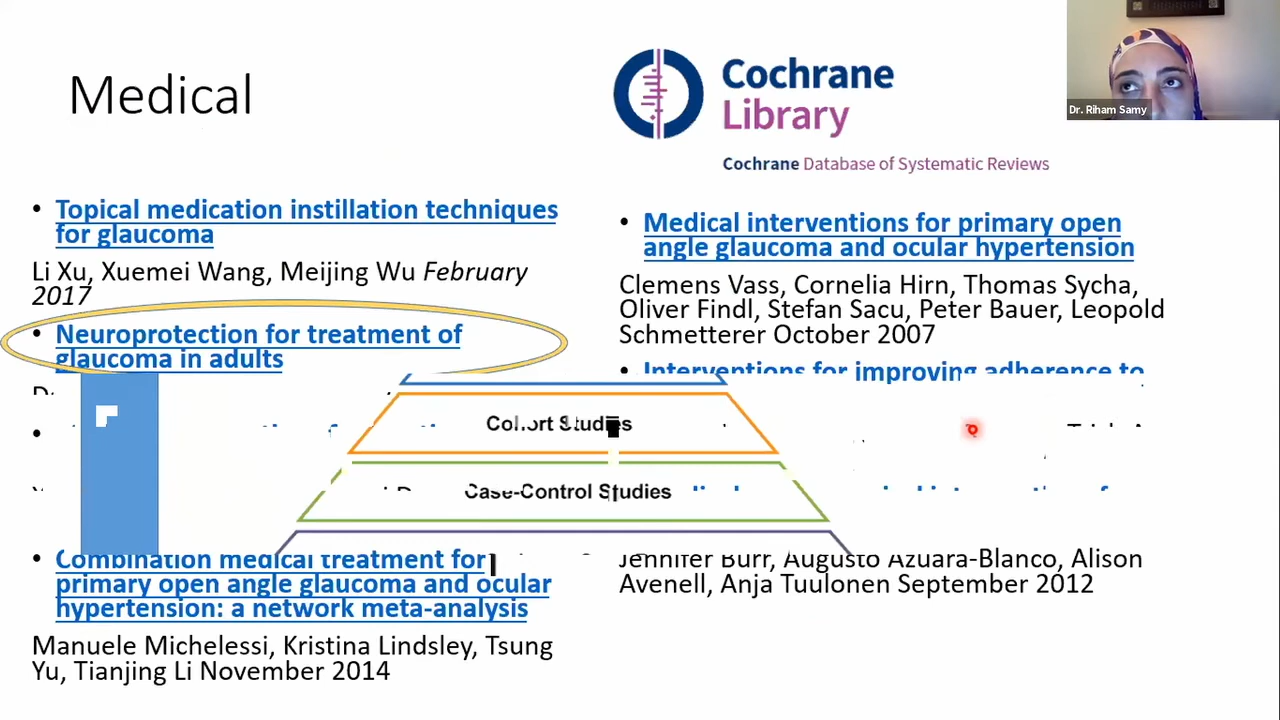 Medical
Cochrane
Library
Cochrane Database of Systematic Reviews
Dr. Riham Samy
• Topical medication instillation techniques
for glaucoma
Li Xu, Xuemei Wang, Meijing Wu February
2017
• Neuroprotection for treatment of
glaucoma in adults
• Combination medical treatment for
primary open angle glaucoma and ocular
hypertension: a network meta-analysis
Manuele Michelessi, Kristina Lindsley, Tsung
Yu, Tianjing Li November 2014
• Medical interventions for primary open
angle glaucoma and ocular hypertension
Clemens Vass, Cornelia Hirn, Thomas Sycha,
Oliver Findl, Stefan Sacu, Peter Bauer, Leopold
Schmetterer October 2007
• Interventions for improving adherence to
Jennifer Burr, Augusto Azuara-Blanco, Alison
Avenell, Anja Tuulonen September 2012
Cohort Studies
Case-Control Studies